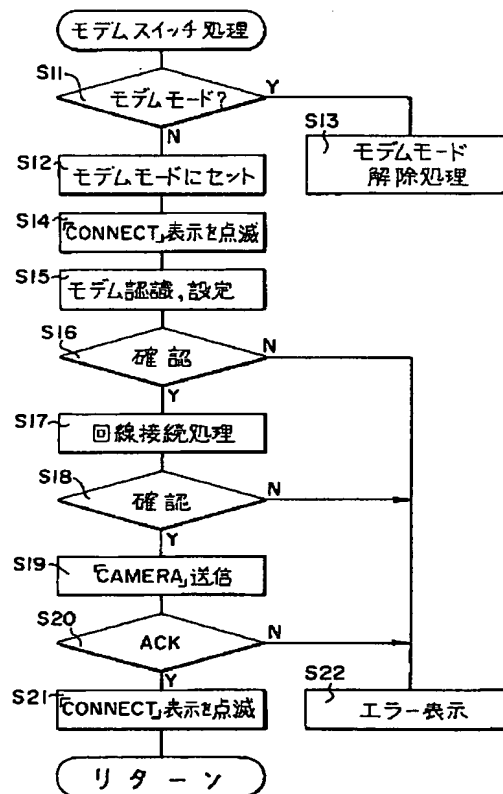 モデムスイッチ処理
S11
モデムモード?
Y
N
S13
モデムモード
解除処理
S12
モデムモードにセット
S14
「CONNECT」表示を点滅
S15
モデム認識,設定
S16
確認
N
Y
S17
回線接続処理
S18
確認
N
Y
S19
「CAMERA」送信
S20
ACK
N
Y
S21
「CONNECT」表示を点滅
S22
エラー表示
リターン